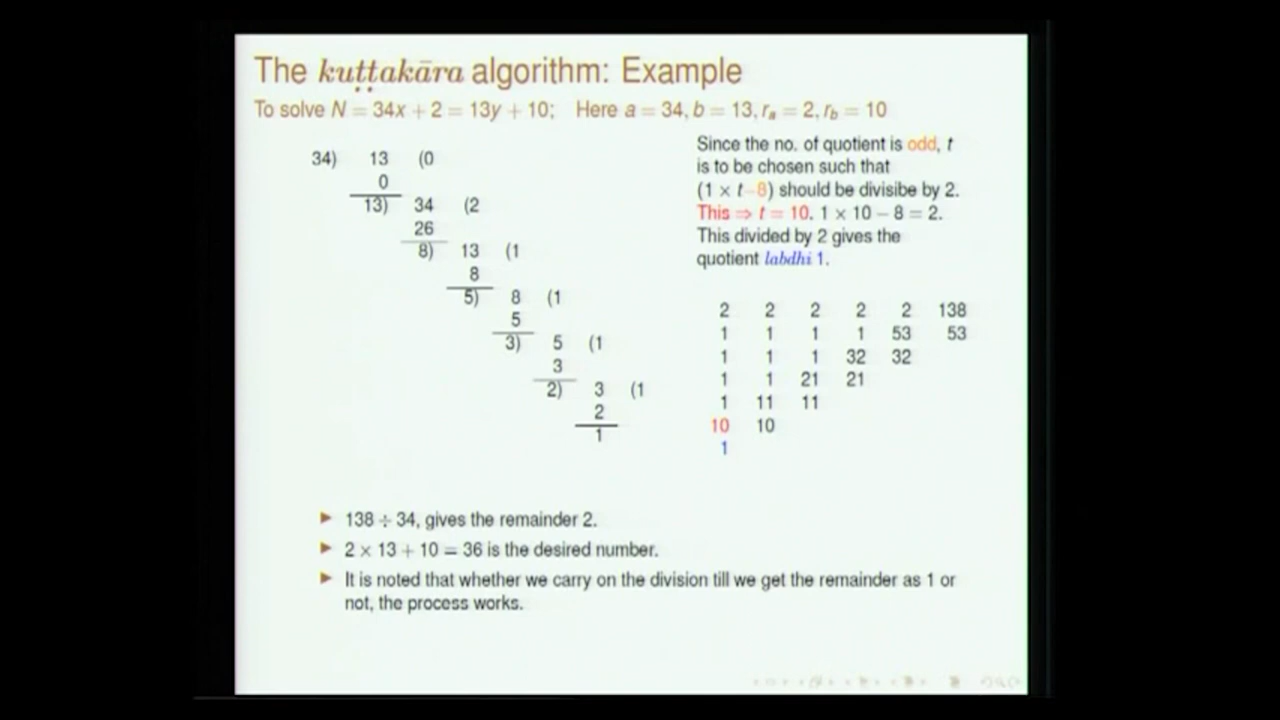 The kuṭṭakāra algorithm: Example
To solve N = 34x + 2 = 13y + 10; Here a = 34, b = 13, rₐ = 2, r_b = 10
34) 13 (0
0
13) 34 (2
26
8) 13 (1
8
5) 8 (1
5
3) 5 (1
3
2) 3 (1
2
1
Since the no. of quotient is odd, t
is to be chosen such that
(1 × t−8) should be divisibe by 2.
This ⇒ t = 10. 1 × 10 − 8 = 2.
This divided by 2 gives the
quotient labdhi 1.
2 2 2 2 2 138
1 1 1 1 53 53
1 1 1 32 32
1 1 21 21
1 11 11
10 10
1
138 ÷ 34, gives the remainder 2.
2 × 13 + 10 = 36 is the desired number.
It is noted that whether we carry on the division till we get the remainder as 1 or
not, the process works.